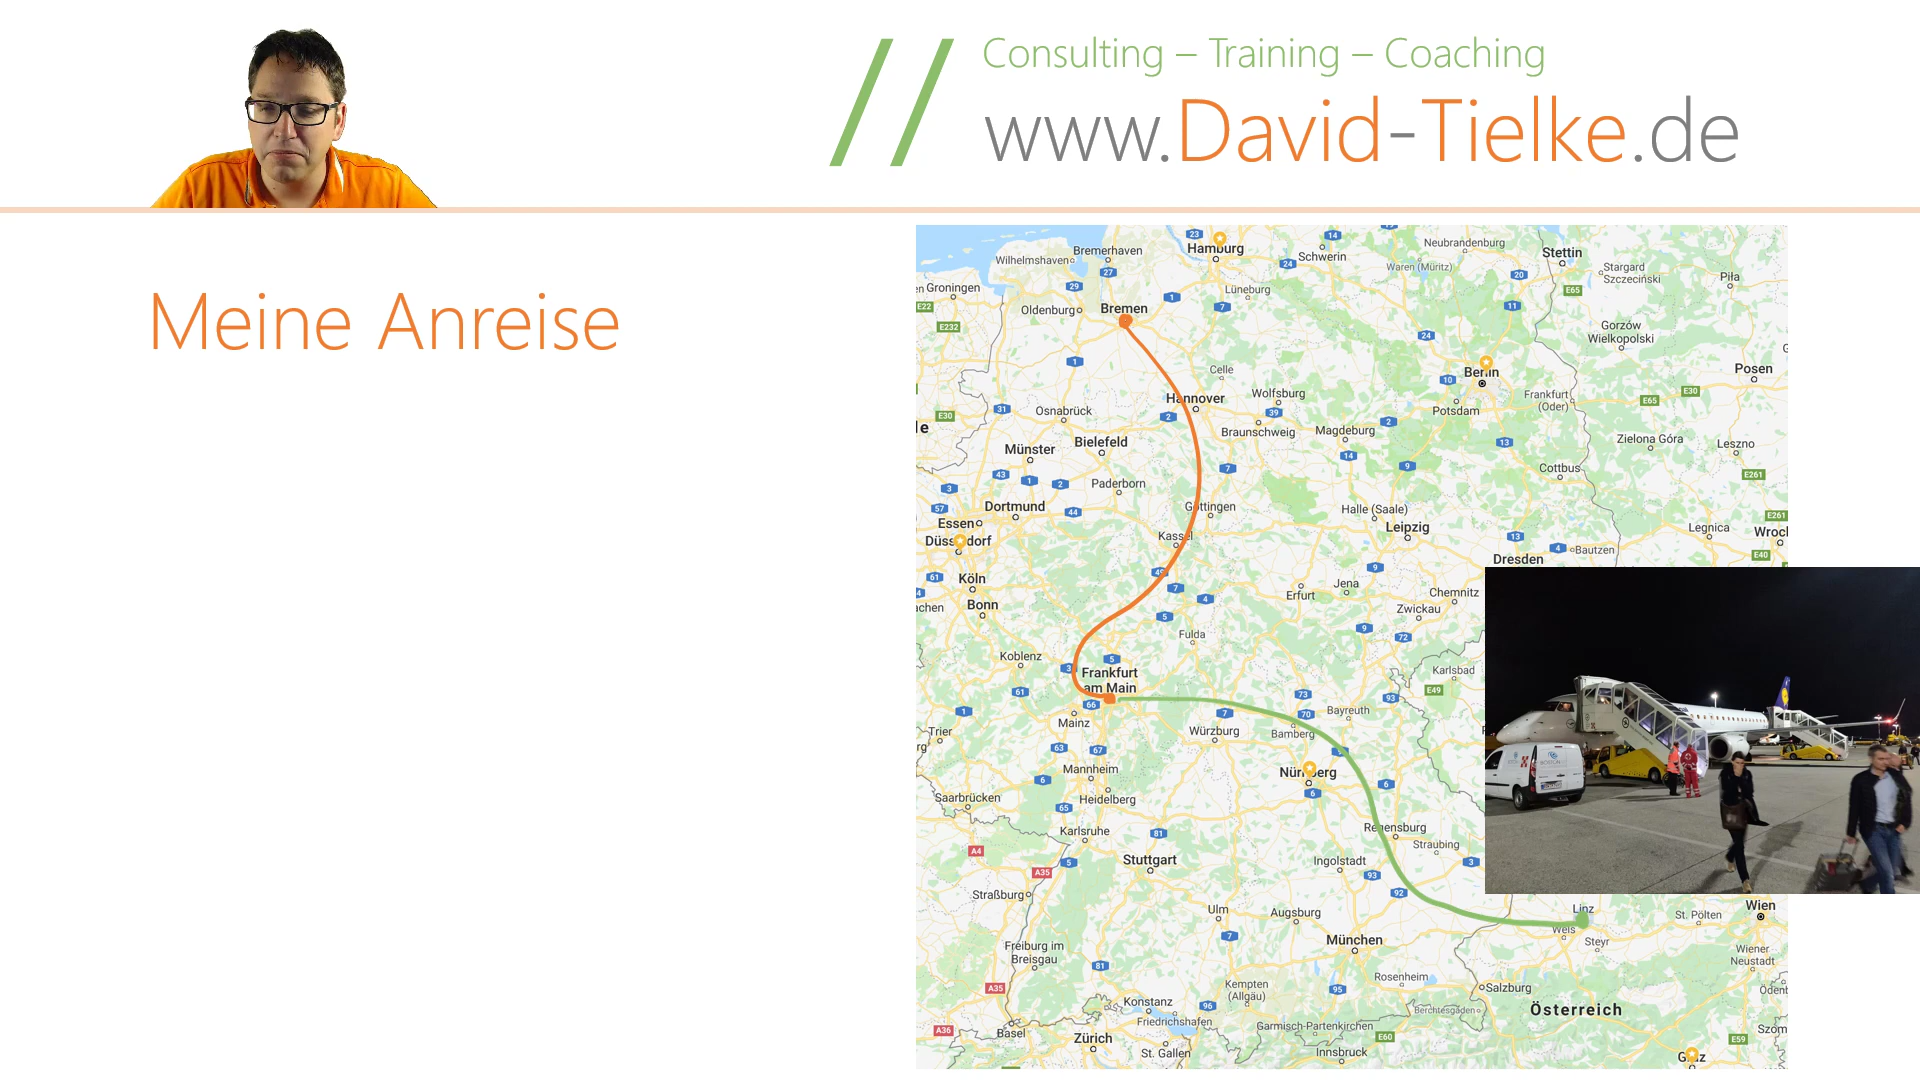 Consulting – Training – Coaching
www.David-Tielke.de
Meine Anreise
Hamburg
Bremerhaven
Wilhelmshaven
Schwerin
Neubrandenburg
Waren (Müritz)
Stettin
Stargard
Szczeciński
Piła
Groningen
Oldenburg
Bremen
Lüneburg
Gorzów
Wielkopolski
Celle
Wolfsburg
Berlin
Posen
Hannover
Osnabrück
Potsdam
Frankfurt
(Oder)
Braunschweig
Magdeburg
Bielefeld
Münster
Zielona Góra
Leszno
Paderborn
Cottbus
Dortmund
Göttingen
Halle (Saale)
Leipzig
Legnica
Essen
Düsseldorf
Kassel
Bautzen
Dresden
Köln
Bonn
Erfurt
Jena
Chemnitz
Zwickau
Fulda
Koblenz
Frankfurt
am Main
Karlsbad
Mainz
Bayreuth
Bamberg
Würzburg
Trier
Mannheim
Nürnberg
Saarbrücken
Heidelberg
Karlsruhe
Regensburg
Straubing
Stuttgart
Ingolstadt
Straßburg
Ulm
Augsburg
Linz
Wels
Steyr
St. Pölten
Wien
München
Freiburg im
Breisgau
Wiener
Neustadt
Rosenheim
Salzburg
Kempten
(Allgäu)
Konstanz
Friedrichshafen
Garmisch-Partenkirchen
Berchtesgaden
Österreich
Basel
Zürich
St. Gallen
Innsbruck
Graz